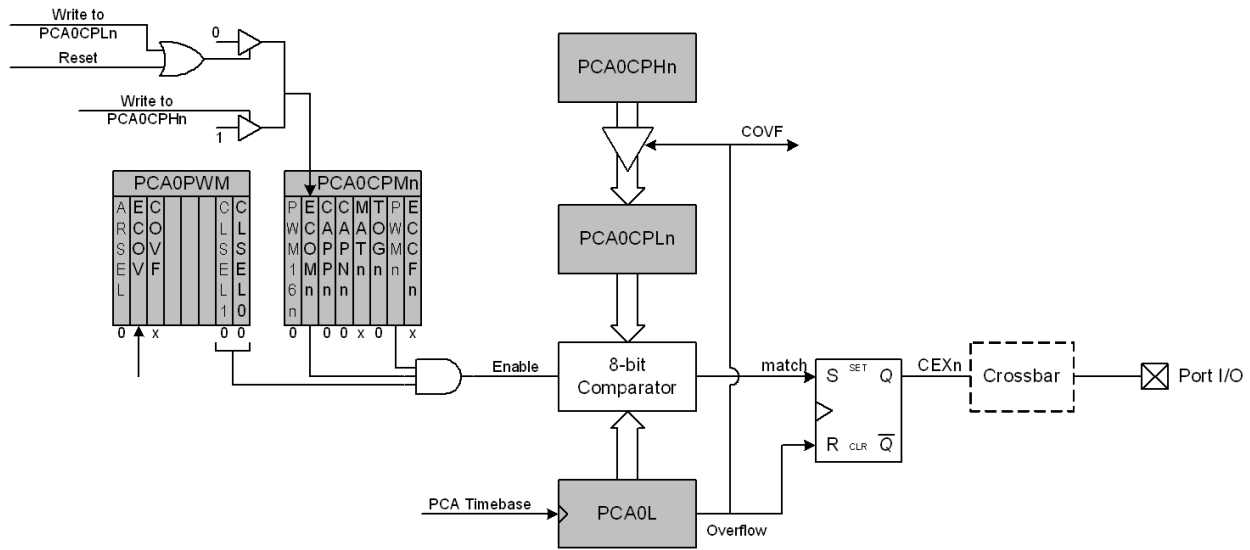 Write to
PCA0CPLn
Reset
0
Write to
PCA0CPHn
1
PCA0CPHn
COVF
PCA0PWM
ARSEL
ECOV
COVF
CLSEL1
CLSEL0
0 x 0 0
PCA0CPMn
PWM16n
ECOMn
CAPPn
CAPNn
MATn
TOGn
PWMn
ECCFn
0 0 0 x 0 x
PCA0CPLn
Enable
8-bit
Comparator
match
S SET Q
R CLR Q
CEXn
Crossbar
Port I/O
PCA Timebase
PCA0L
Overflow